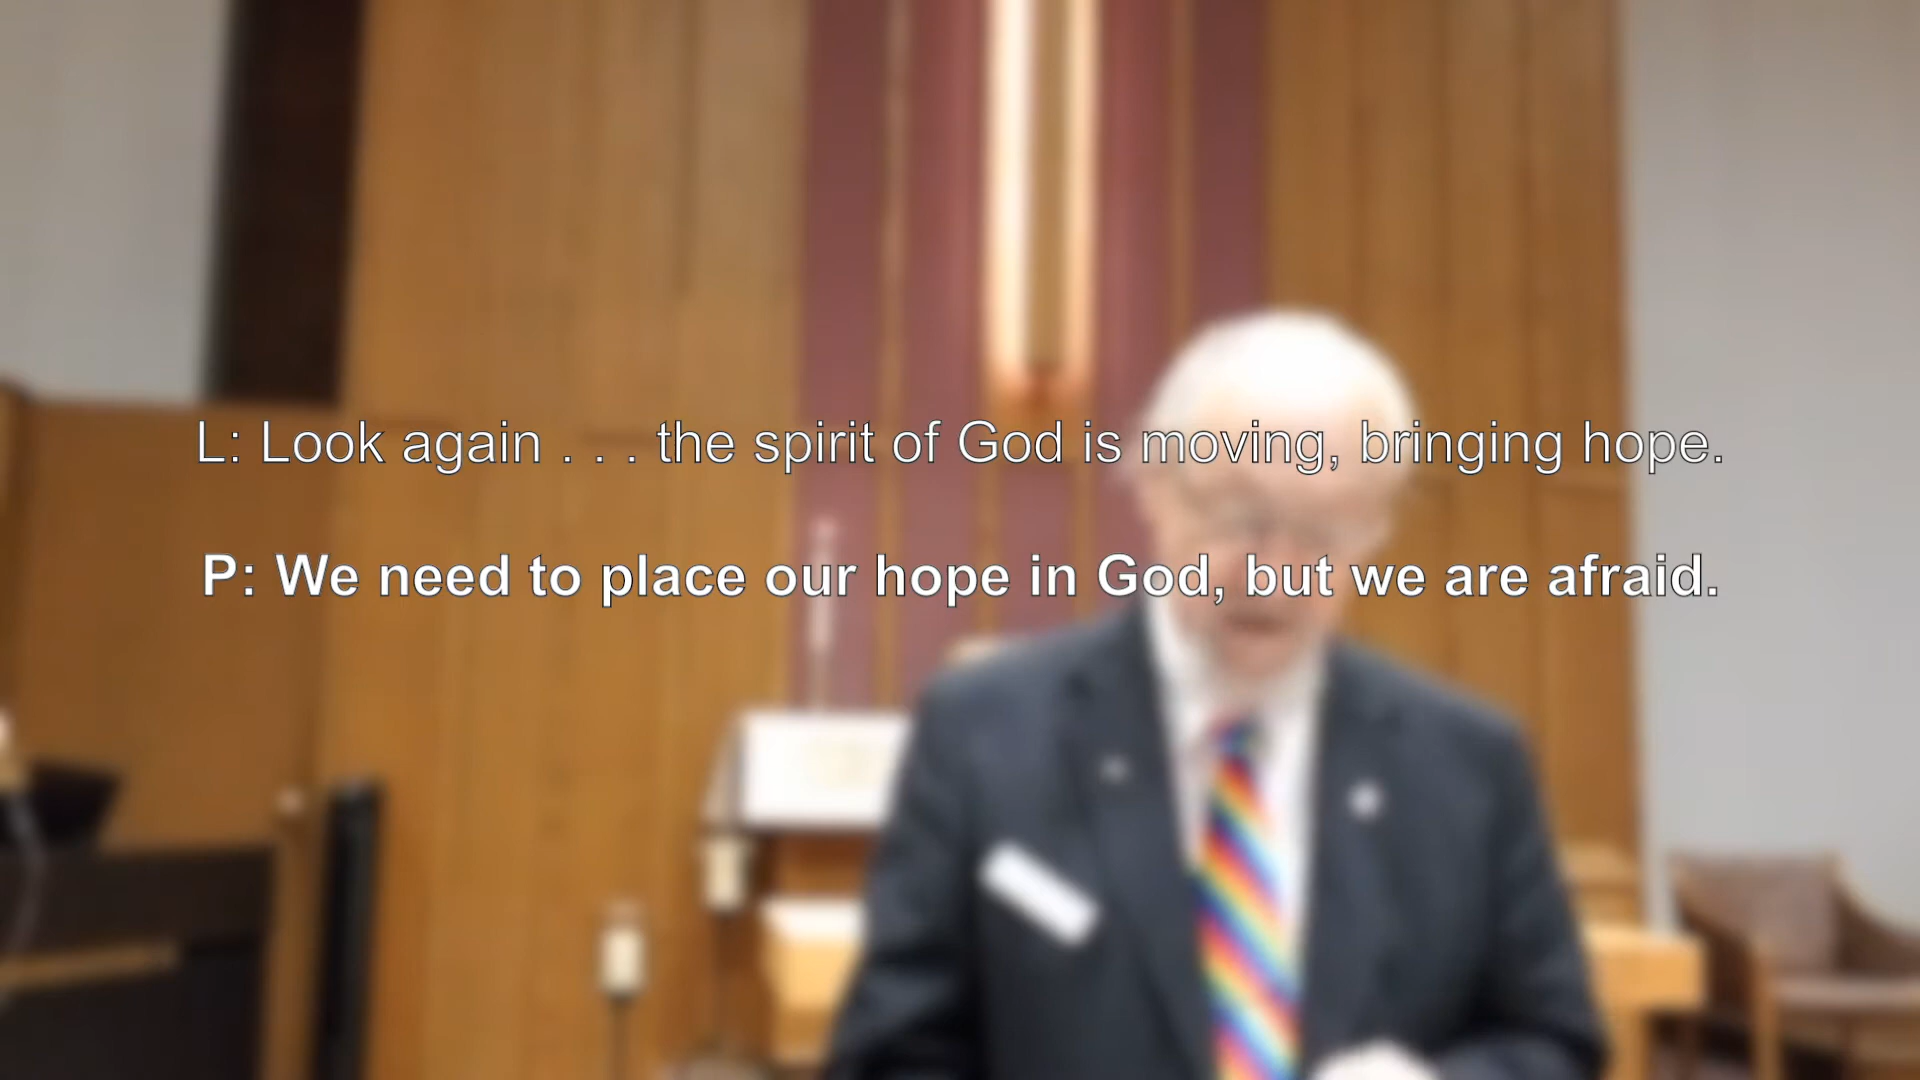 L: Look again . . . the spirit of God is moving, bringing hope.
P: We need to place our hope in God, but we are afraid.